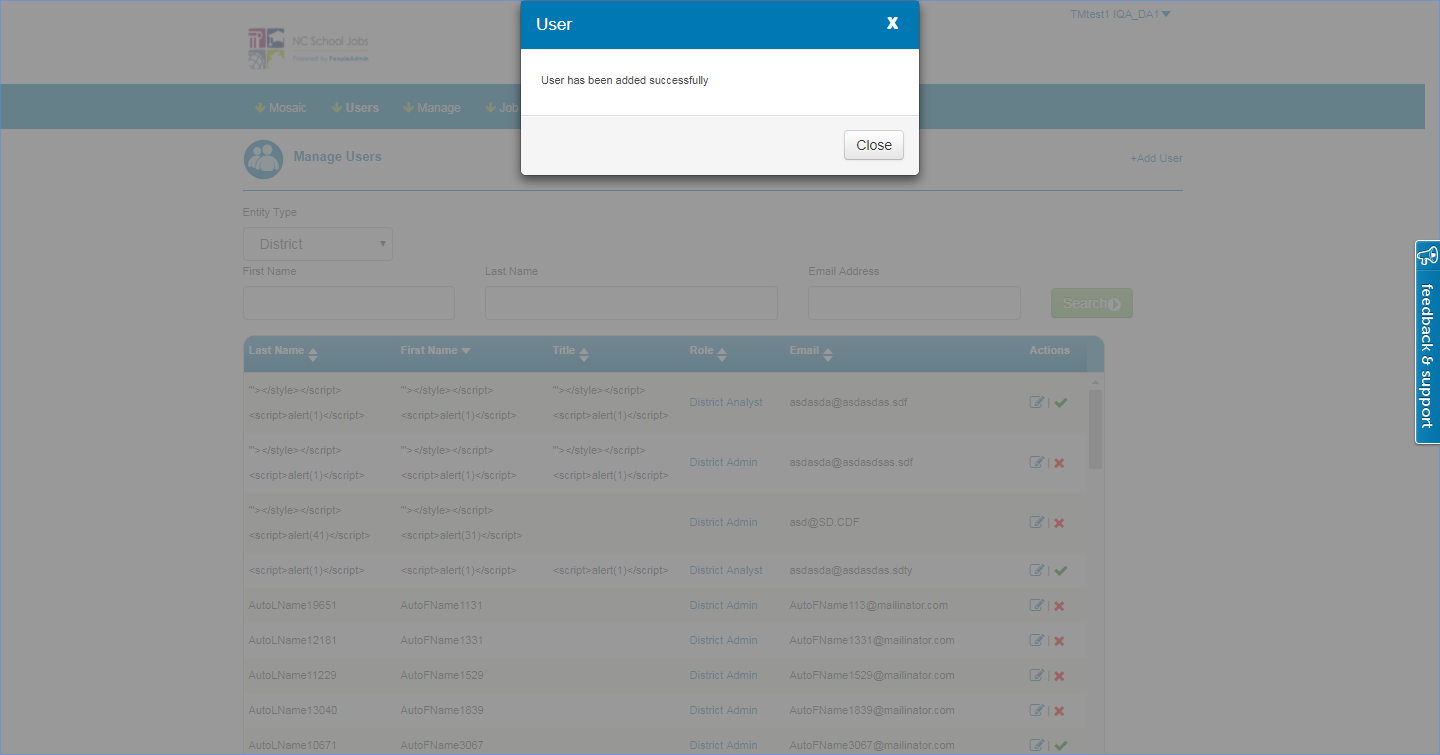 User
X
User has been added successfully
Close
TMtest1 IQA_DA1
NC School Jobs
Powered by PeopleAdmin
Mosaic Users Manage Job
Manage Users
+Add User
Entity Type
District
First Name Last Name Email Address
Search
feedback & support
Last Name First Name Title Role Email Actions
"'></style></script> "'></style></script> "'></style></script>
<script>alert(1)</script> <script>alert(1)</script> <script>alert(1)</script> District Analyst asdasda@asdasdas.sdf |
"'></style></script> "'></style></script> "'></style></script>
<script>alert(1)</script> <script>alert(1)</script> <script>alert(1)</script> District Admin asdasda@asdasdsas.sdf |
"'></style></script> "'></style></script>
<script>alert(41)</script> <script>alert(31)</script> District Admin asd@SD.CDF |
<script>alert(1)</script> <script>alert(1)</script> <script>alert(1)</script> District Analyst asdasda@asdasdas.sdty |
AutoLName19651 AutoFName1131 District Admin AutoFName113@mailinator.com |
AutoLName12181 AutoFName1331 District Admin AutoFName1331@mailinator.com |
AutoLName11229 AutoFName1529 District Admin AutoFName1529@mailinator.com |
AutoLName13040 AutoFName1839 District Admin AutoFName1839@mailinator.com |
AutoLName10671 AutoFName3067 District Admin AutoFName3067@mailinator.com |